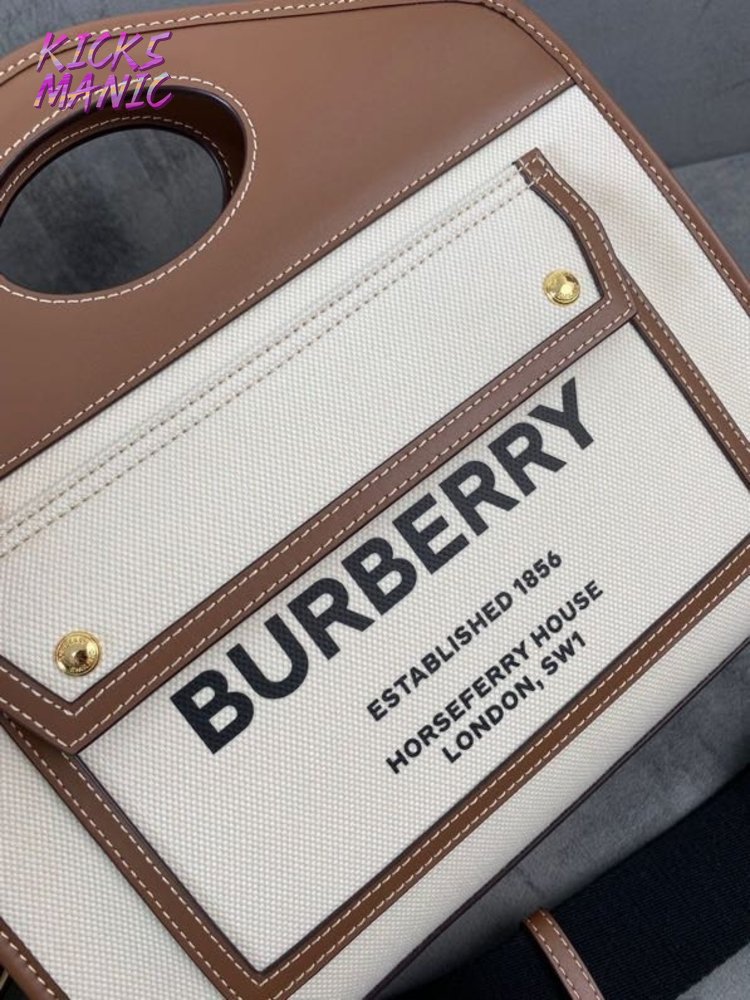 KICKS
MANIC
BURBERRY
ESTABLISHED 1856
HORSEFERRY HOUSE
LONDON, SW1